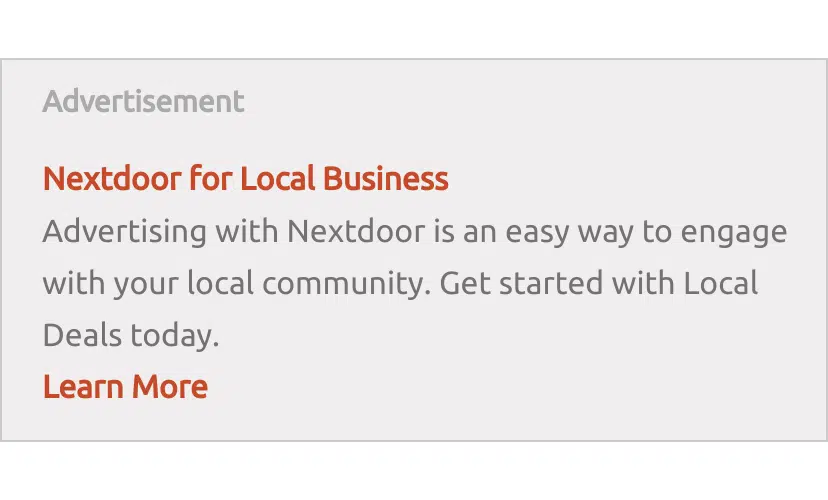 Advertisement
Nextdoor for Local Business
Advertising with Nextdoor is an easy way to engage
with your local community. Get started with Local
Deals today.
Learn More